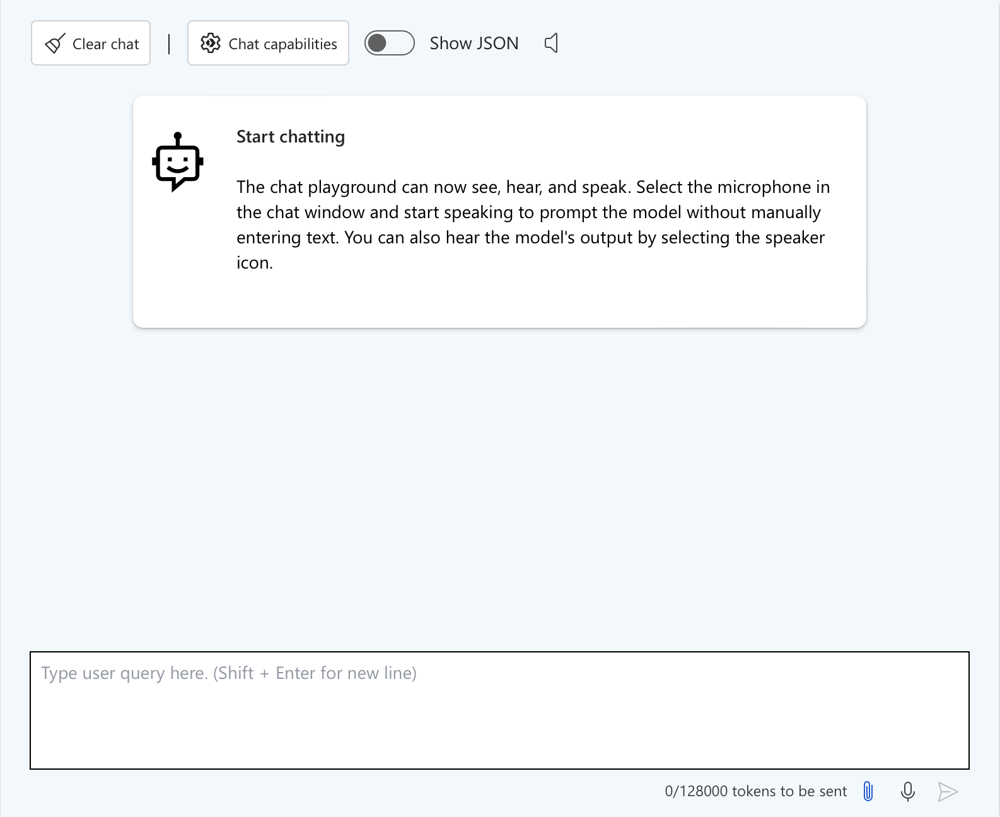 Clear chat | Chat capabilities Show JSON
Start chatting
The chat playground can now see, hear, and speak. Select the microphone in
the chat window and start speaking to prompt the model without manually
entering text. You can also hear the model's output by selecting the speaker
icon.
Type user query here. (Shift + Enter for new line)
0/128000 tokens to be sent